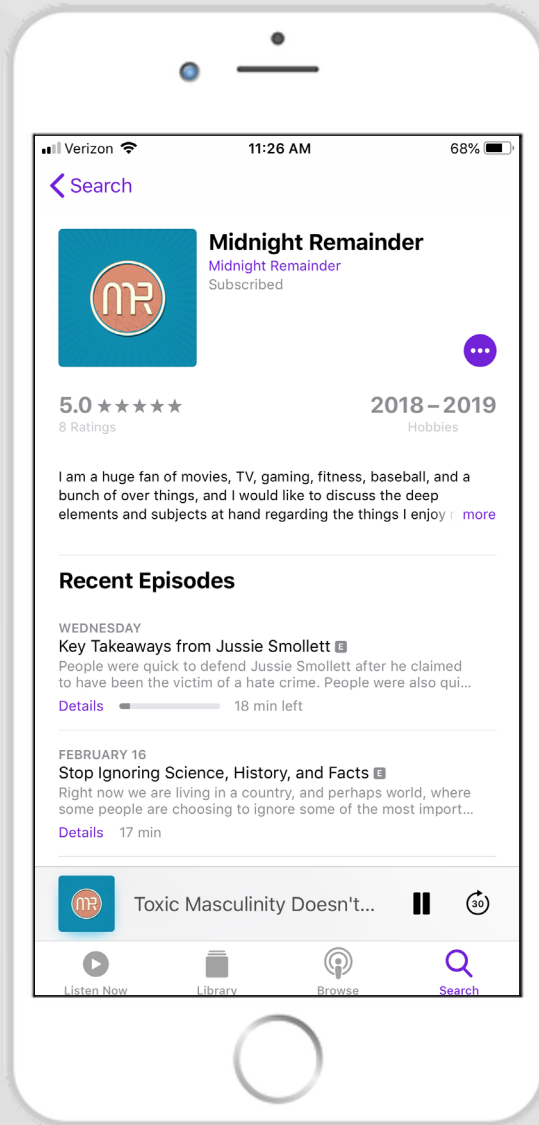 Verizon 11:26 AM 68%
Search
MR
Midnight Remainder
Midnight Remainder
Subscribed
5.0 ★★★★★ 2018 – 2019
8 Ratings Hobbies
I am a huge fan of movies, TV, gaming, fitness, baseball, and a
bunch of over things, and I would like to discuss the deep
elements and subjects at hand regarding the things I enjoy more
Recent Episodes
WEDNESDAY
Key Takeaways from Jussie Smollett E
People were quick to defend Jussie Smollett after he claimed
to have been the victim of a hate crime. People were also qui...
Details 18 min left
FEBRUARY 16
Stop Ignoring Science, History, and Facts E
Right now we are living in a country, and perhaps world, where
some people are choosing to ignore some of the most import...
Details 17 min
MR Toxic Masculinity Doesn't... 30
Listen Now Library Browse Search